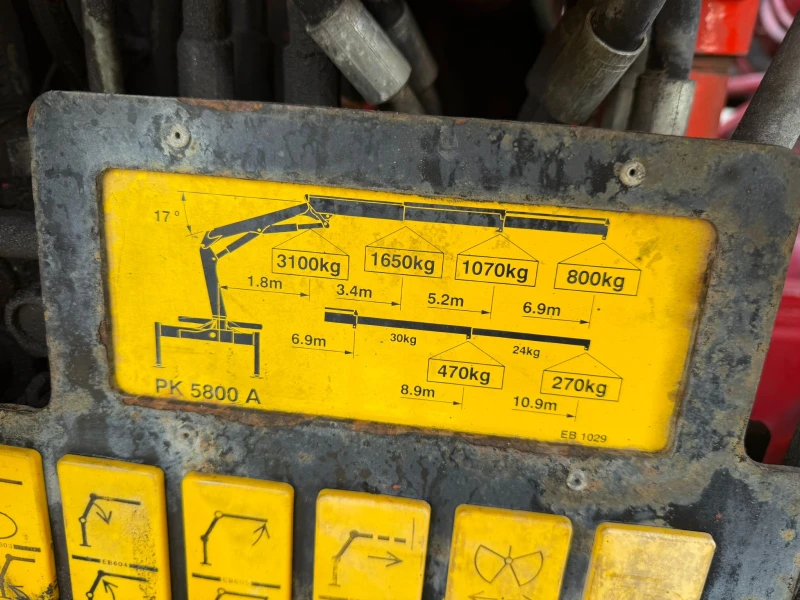 17°
3100kg 1650kg 1070kg 800kg
1.8m 3.4m 5.2m 6.9m
6.9m 30kg 24kg
470kg 270kg
8.9m 10.9m
PK 5800 A
EB 1029
EB604